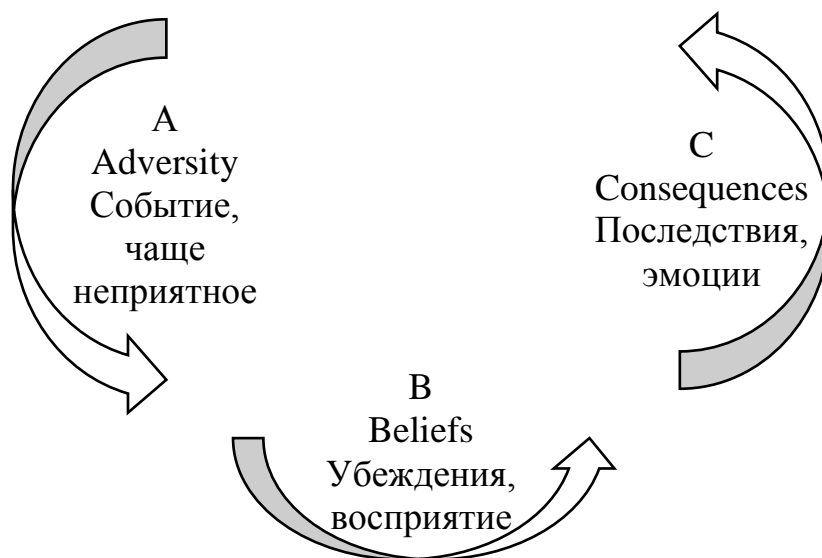 A
Adversity
Событие,
чаще
неприятное
B
Beliefs
Убеждения,
восприятие
C
Consequences
Последствия,
эмоции